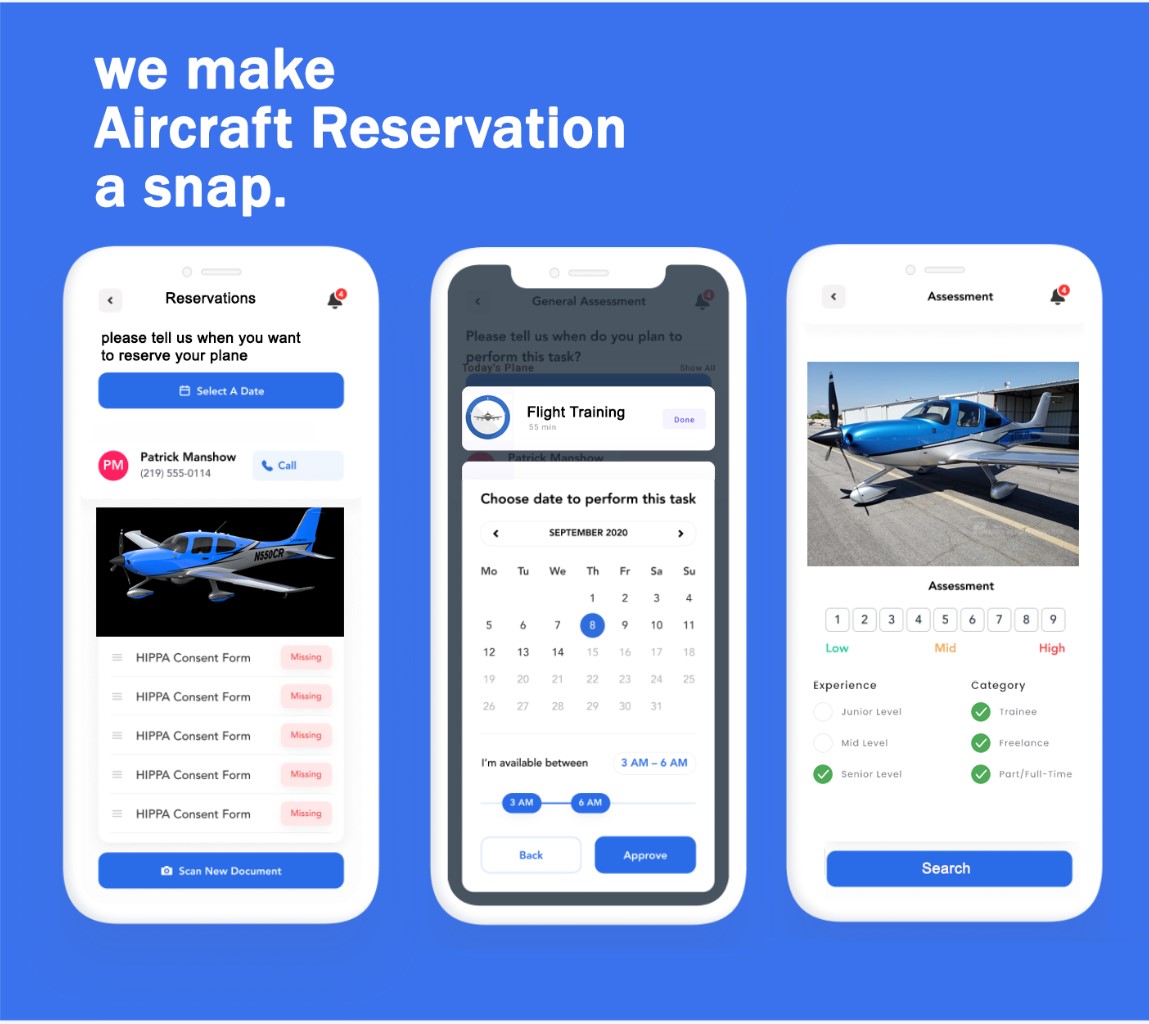 we make
Aircraft Reservation
a snap.
Reservations
4
please tell us when you want
to reserve your plane
Select A Date
PM
Patrick Manshow
(219) 555-0114
Call
N550CR
HIPPA Consent Form Missing
HIPPA Consent Form Missing
HIPPA Consent Form Missing
HIPPA Consent Form Missing
HIPPA Consent Form Missing
Scan New Document
General Assessment
4
Please tell us when do you plan to
perform this task?
Today's Plane Show All
Flight Training
55 min
Done
Patrick Manshow
Choose date to perform this task
SEPTEMBER 2020
Mo Tu We Th Fr Sa Su
1 2 3 4
5 6 7 8 9 10 11
12 13 14 15 16 17 18
19 20 21 22 23 24 25
26 27 28 29 30 31
I'm available between 3 AM – 6 AM
3 AM 6 AM
Back Approve
Assessment
4
Assessment
1 2 3 4 5 6 7 8 9
Low Mid High
Experience Category
Junior Level Trainee
Mid Level Freelance
Senior Level Part/Full-Time
Search